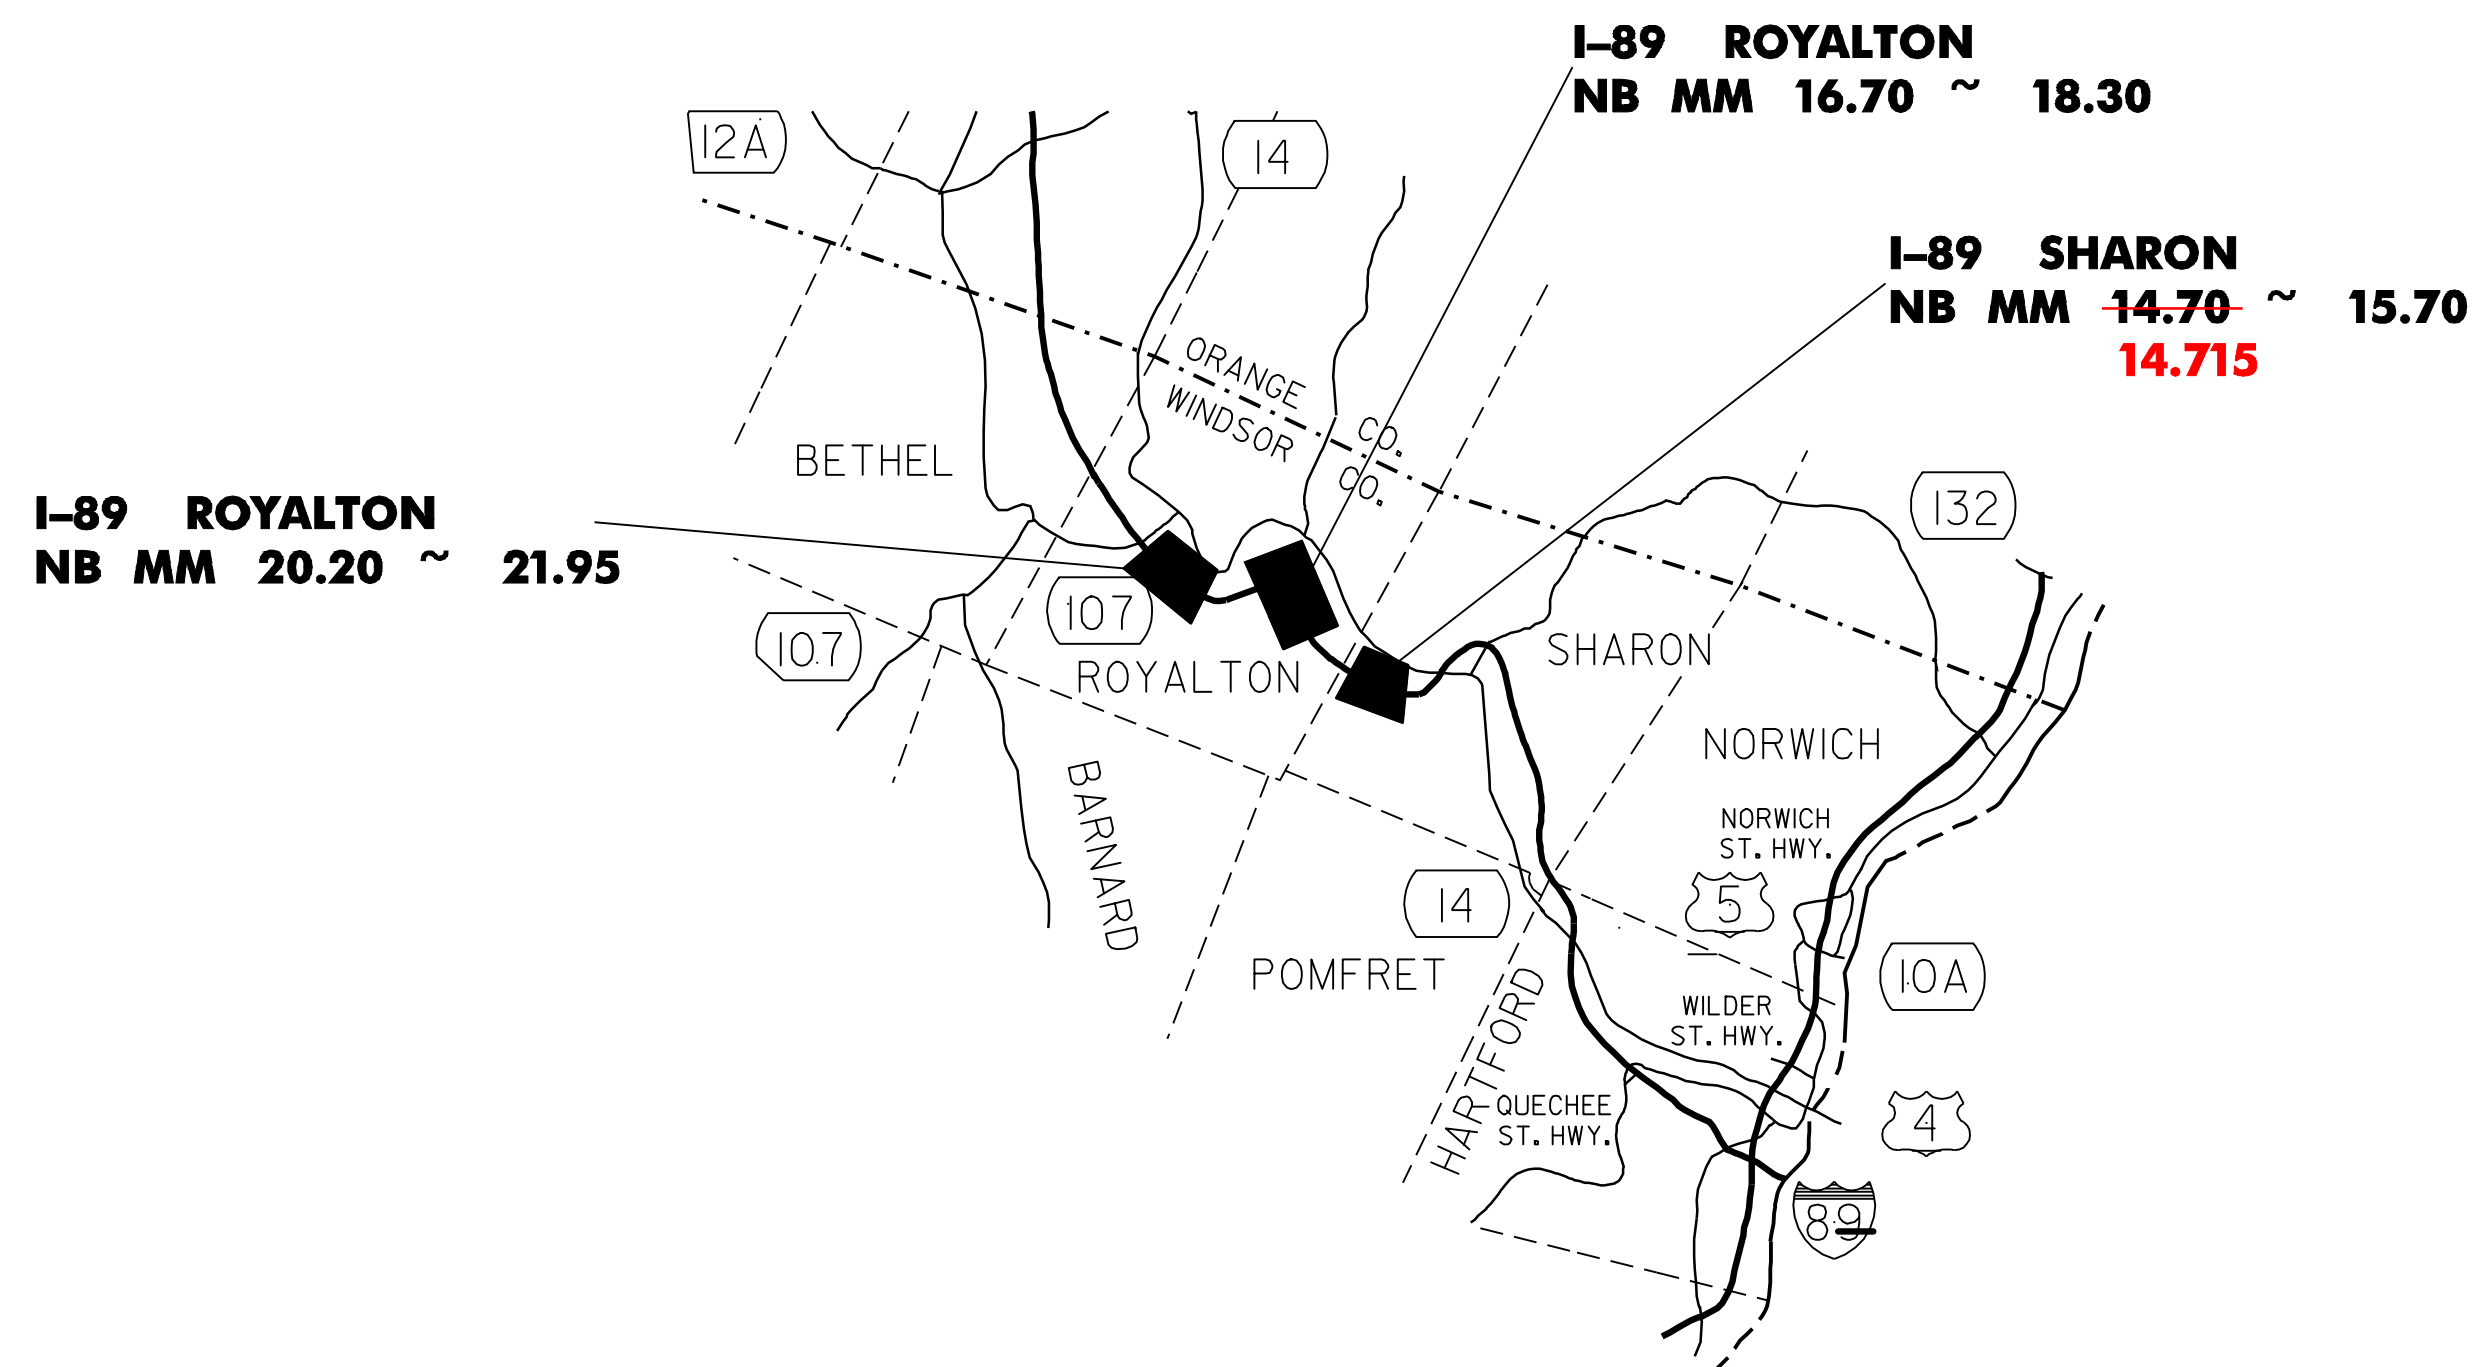 I-89 ROYALTON
NB MM 16.70 ~ 18.30
12A
14
I-89 SHARON
NB MM 14.70 ~ 15.70
14.715
ORANGE CO.
WINDSOR CO.
BETHEL
132
I-89 ROYALTON
NB MM 20.20 ~ 21.95
107
107
SHARON
ROYALTON
NORWICH
BARNARD
NORWICH
ST. HWY.
14
5
POMFRET
10A
HARTFORD
WILDER
ST. HWY.
QUECHEE
ST. HWY.
4
89